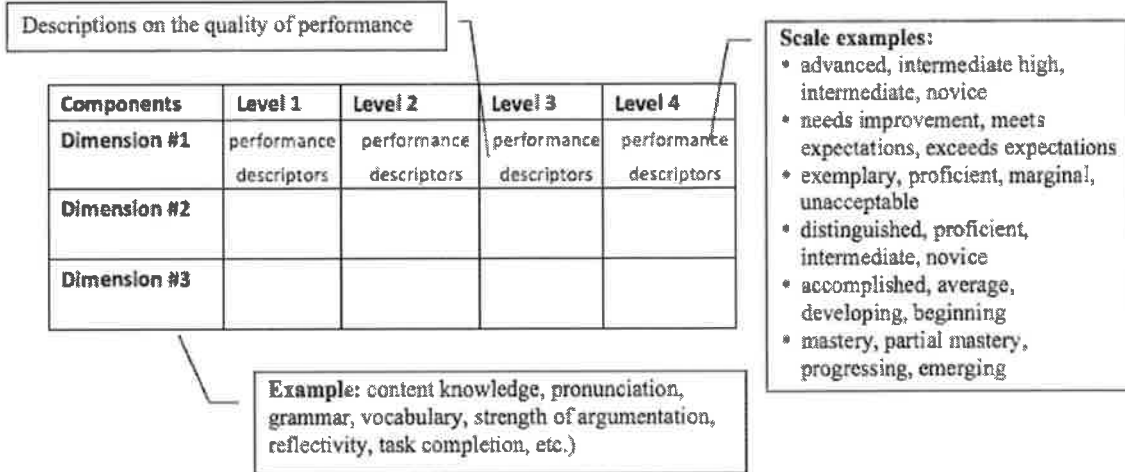 Descriptions on the quality of performance
Components Level 1 Level 2 Level 3 Level 4
Dimension #1 performance performance performance performance
descriptors descriptors descriptors descriptors
Dimension #2
Dimension #3
Scale examples:
• advanced, intermediate high,
intermediate, novice
• needs improvement, meets
expectations, exceeds expectations
• exemplary, proficient, marginal,
unacceptable
• distinguished, proficient,
intermediate, novice
• accomplished, average,
developing, beginning
• mastery, partial mastery,
progressing, emerging
Example: content knowledge, pronunciation,
grammar, vocabulary, strength of argumentation,
reflectivity, task completion, etc.)